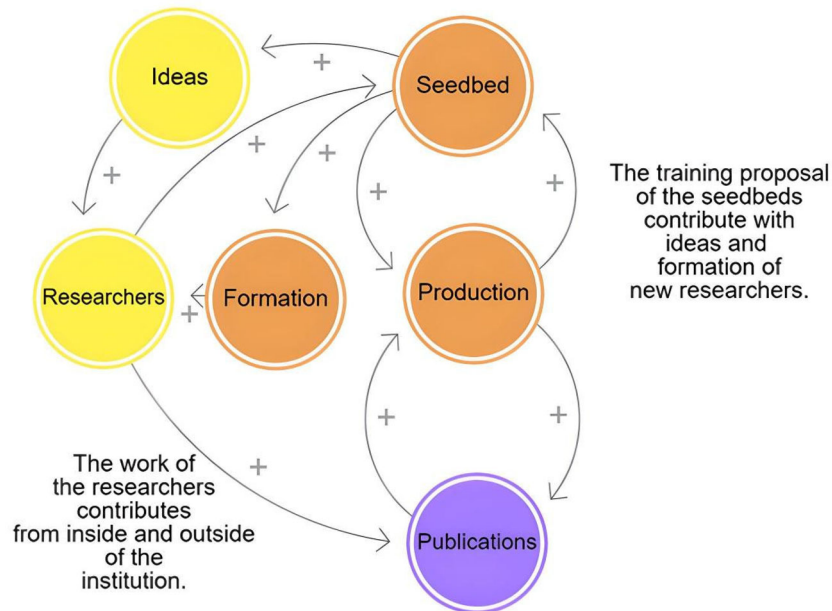 Ideas
+
Seedbed
+
+
+
+
+
The training proposal
of the seedbeds
contribute with
ideas and
formation of
new researchers.
Researchers
+
Formation
Production
+
+
+
The work of
the researchers
contributes
from inside and outside
of the
institution.
Publications